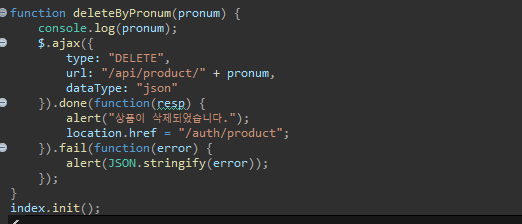 function deleteByPronum(pronum) {
    console.log(pronum);
    $.ajax({
        type: "DELETE",
        url: "/api/product/" + pronum,
        dataType: "json"
    }).done(function(resp) {
        alert("상품이 삭제되었습니다.");
        location.href = "/auth/product";
    }).fail(function(error) {
        alert(JSON.stringify(error));
    });
}
index.init();